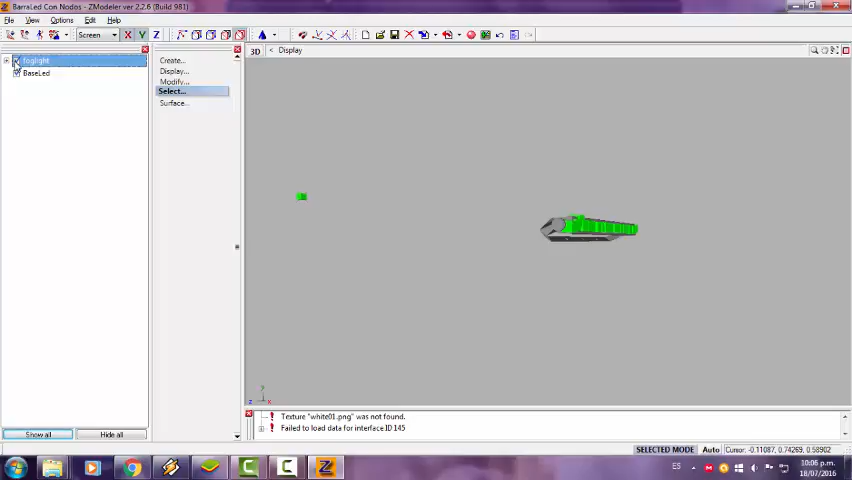 BarraLed Con Nodos - ZModeler ver 2.2.6 (Build 981)
File View Options Edit Help
Screen X Y Z
foglight
BaseLed
Create...
Display...
Modify...
Select...
Surface...
3D < Display
Texture "white01.png" was not found.
Failed to load data for interface ID 145
Show all Hide all
SELECTED MODE Auto Cursor: -0.11087, 0.74269, 0.58902
ES 10:06 p.m.
18/07/2016